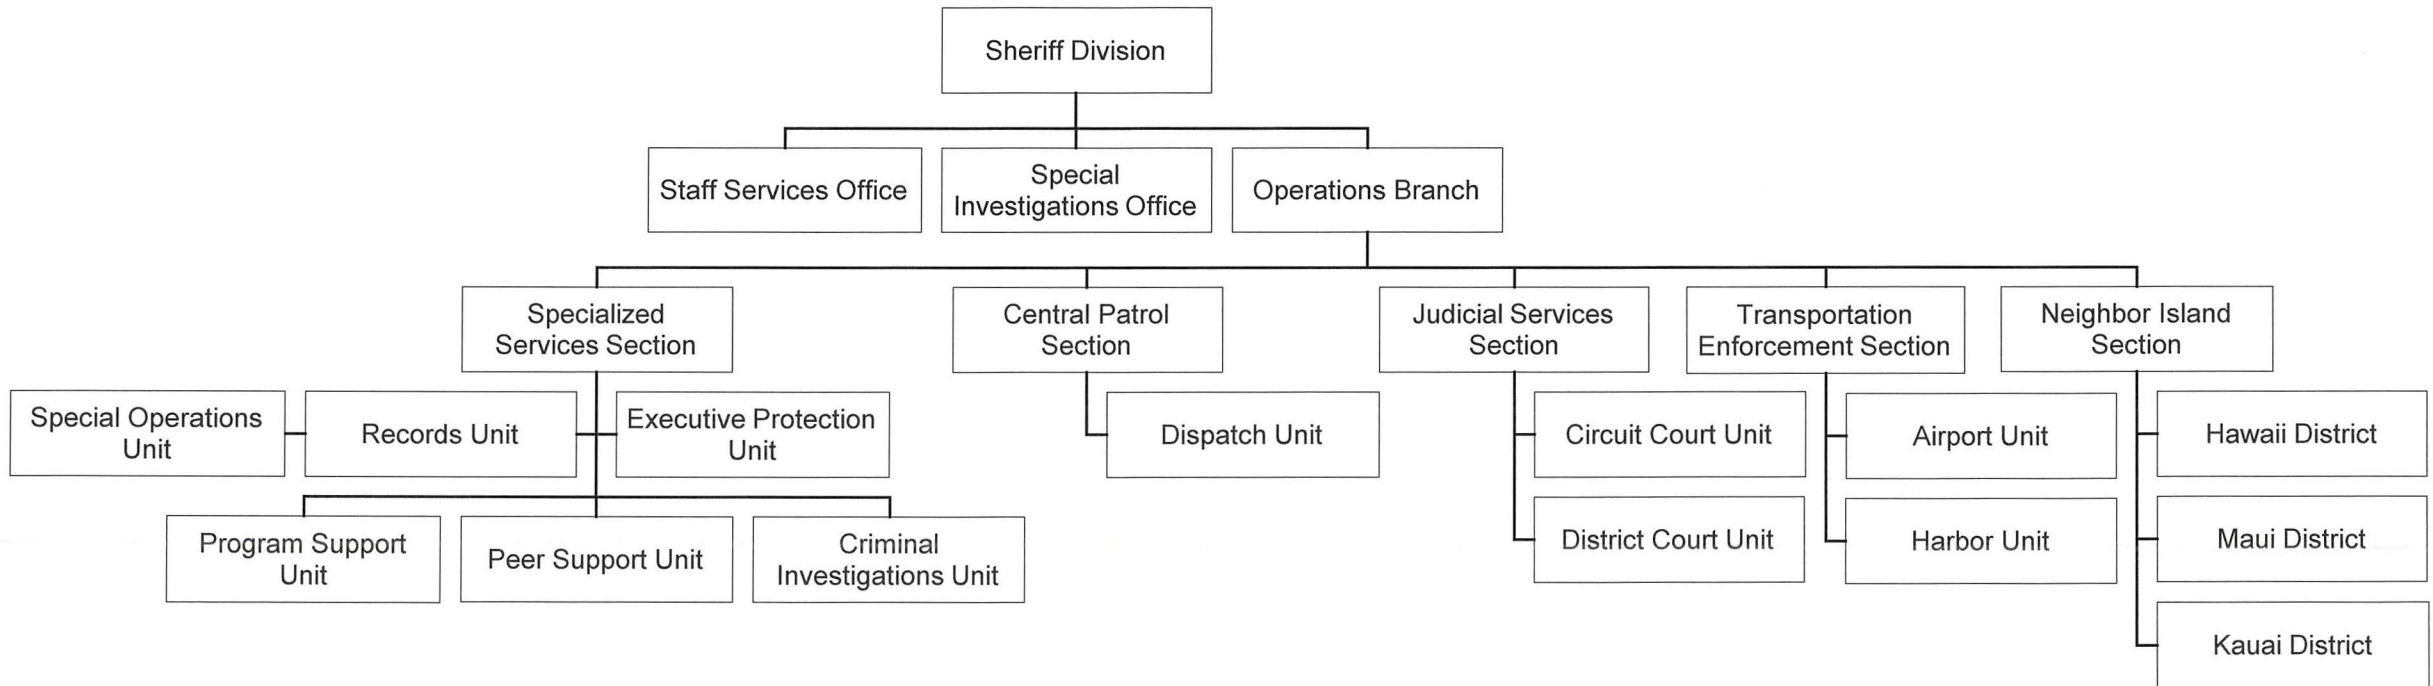 Sheriff Division
Staff Services Office
Special
Investigations Office
Operations Branch
Specialized
Services Section
Central Patrol
Section
Judicial Services
Section
Transportation
Enforcement Section
Neighbor Island
Section
Special Operations
Unit
Records Unit
Executive Protection
Unit
Dispatch Unit
Circuit Court Unit
Airport Unit
Hawaii District
Program Support
Unit
Peer Support Unit
Criminal
Investigations Unit
District Court Unit
Harbor Unit
Maui District
Kauai District